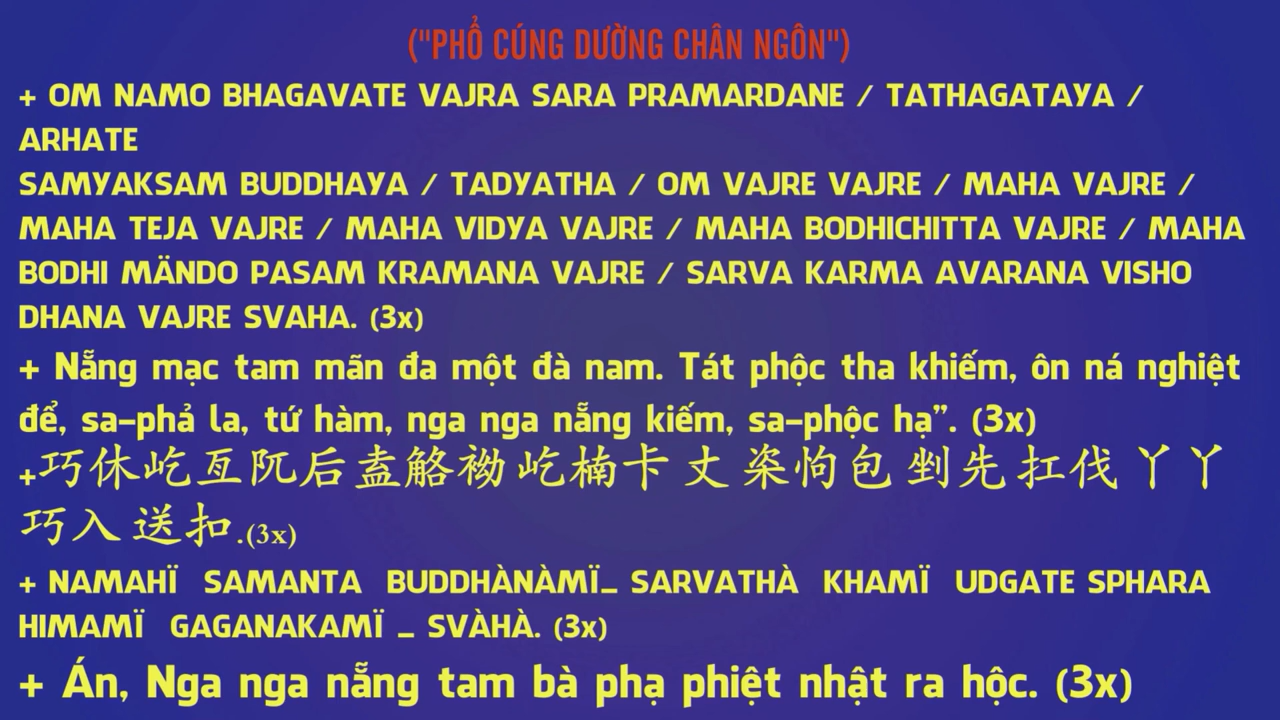 ("PHỔ CÚNG DƯỜNG CHÂN NGÔN")
+ OM NAMO BHAGAVATE VAJRA SARA PRAMARDANE / TATHAGATAYA /
ARHATE
SAMYAKSAM BUDDHAYA / TADYATHA / OM VAJRE VAJRE / MAHA VAJRE /
MAHA TEJA VAJRE / MAHA VIDYA VAJRE / MAHA BODHICHITTA VAJRE / MAHA
BODHI MÄNDO PASAM KRAMANA VAJRE / SARVA KARMA AVARANA VISHO
DHANA VAJRE SVAHA. (3x)
+ Nẵng mạc tam mãn đa một đà nam. Tát phộc tha khiếm, ôn ná nghiệt
để, sa-phả la, tứ hàm, nga nga nẵng kiếm, sa-phộc hạ”. (3x)
+巧休屹亙阢后盍觡袎屹楠卡丈栥怐包剉先扛伐丫丫
巧入送扣.(3x)
+ NAMAHÏ SAMANTA BUDDHÀNÀMÏ_ SARVATHÀ KHAMÏ UDGATE SPHARA
HIMAMÏ GAGANAKAMÏ _ SVÀHÀ. (3x)
+ Án, Nga nga nẵng tam bà phạ phiệt nhật ra hộc. (3x)